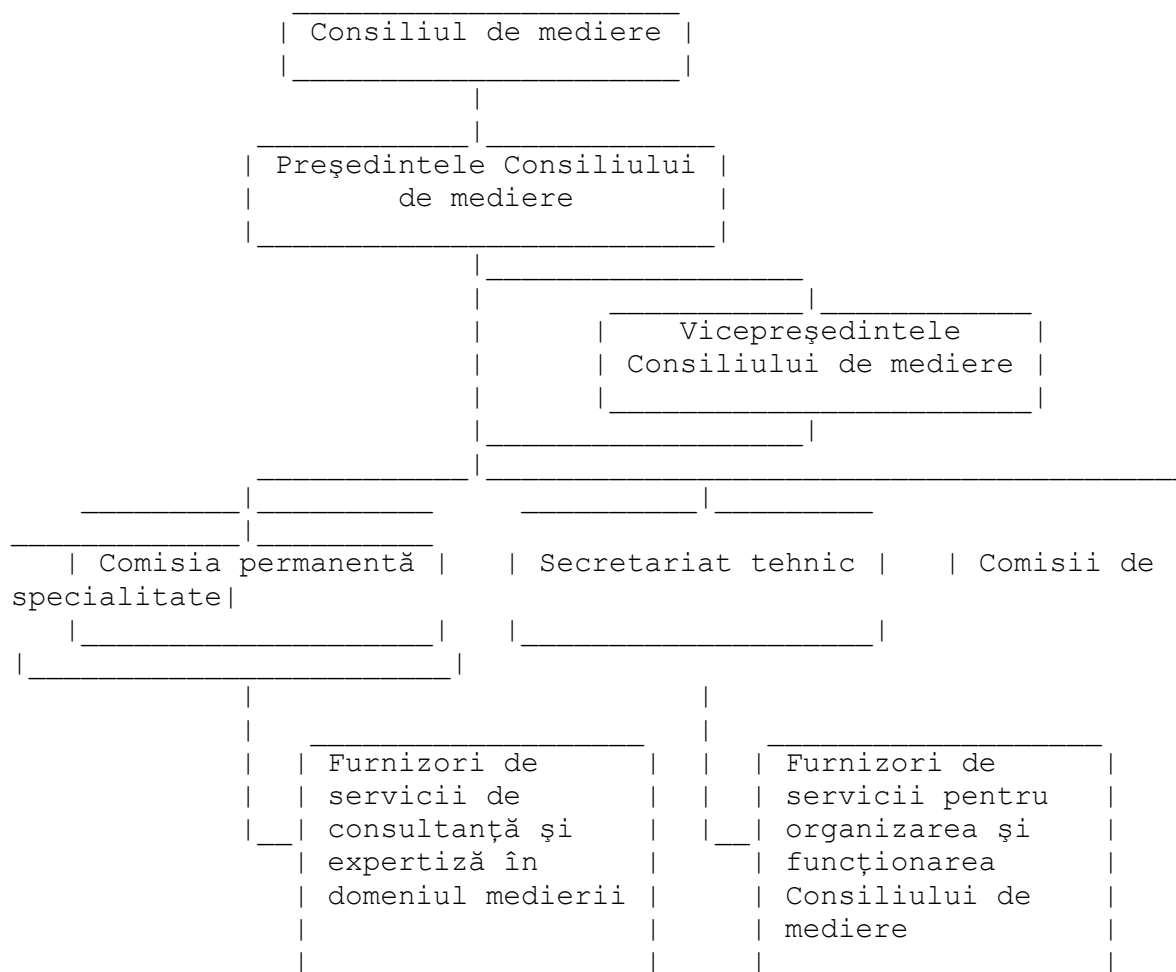 Consiliul de mediere
Preşedintele Consiliului
de mediere
Vicepreşedintele
Consiliului de mediere
Comisia permanentă | Secretariat tehnic | Comisii de
specialitate
Furnizori de
servicii de
consultanţă şi
expertiză în
domeniul medierii
Furnizori de
servicii pentru
organizarea şi
funcţionarea
Consiliului de
mediere